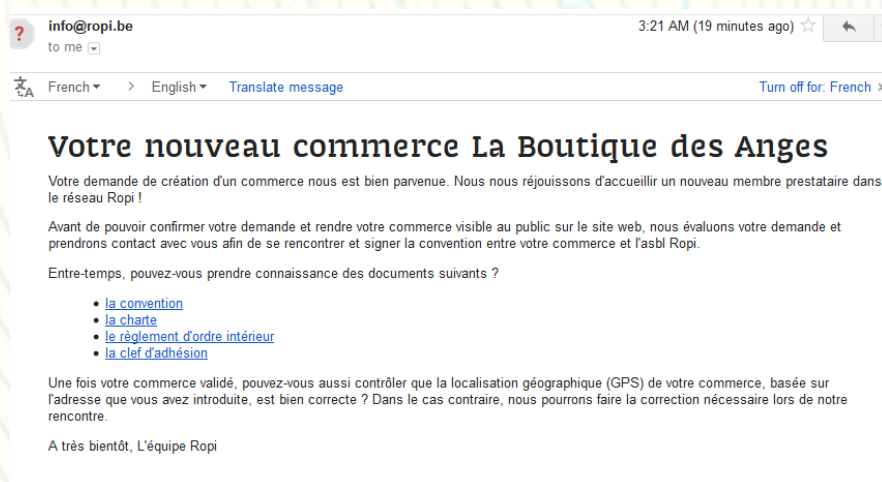 info@ropi.be
3:21 AM (19 minutes ago)
to me
French > English Translate message
Turn off for: French
Votre nouveau commerce La Boutique des Anges
Votre demande de création d'un commerce nous est bien parvenue. Nous nous réjouissons d'accueillir un nouveau membre prestataire dans
le réseau Ropi !
Avant de pouvoir confirmer votre demande et rendre votre commerce visible au public sur le site web, nous évaluons votre demande et
prendrons contact avec vous afin de se rencontrer et signer la convention entre votre commerce et l'asbl Ropi.
Entre-temps, pouvez-vous prendre connaissance des documents suivants ?
• la convention
• la charte
• le règlement d'ordre intérieur
• la clef d'adhésion
Une fois votre commerce validé, pouvez-vous aussi contrôler que la localisation géographique (GPS) de votre commerce, basée sur
l'adresse que vous avez introduite, est bien correcte ? Dans le cas contraire, nous pourrons faire la correction nécessaire lors de notre
rencontre.
A très bientôt, L'équipe Ropi